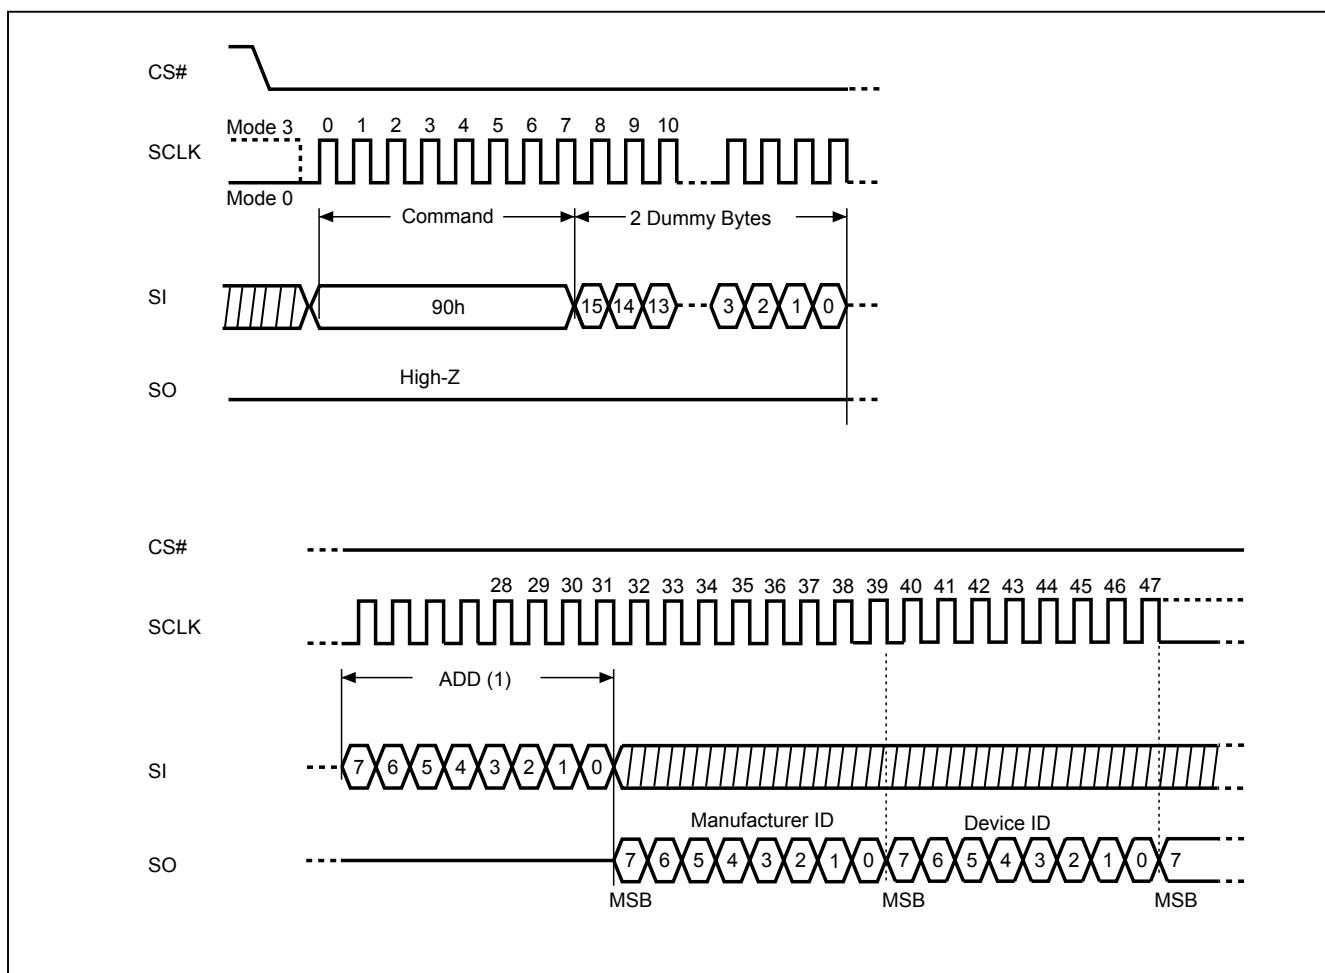 CS#
Mode 3 0 1 2 3 4 5 6 7 8 9 10
SCLK
Mode 0
Command 2 Dummy Bytes
SI 90h 15 14 13 3 2 1 0
High-Z
SO
CS#
28 29 30 31 32 33 34 35 36 37 38 39 40 41 42 43 44 45 46 47
SCLK
ADD (1)
SI 7 6 5 4 3 2 1 0
Manufacturer ID Device ID
SO 7 6 5 4 3 2 1 0 7 6 5 4 3 2 1 0 7
MSB MSB MSB